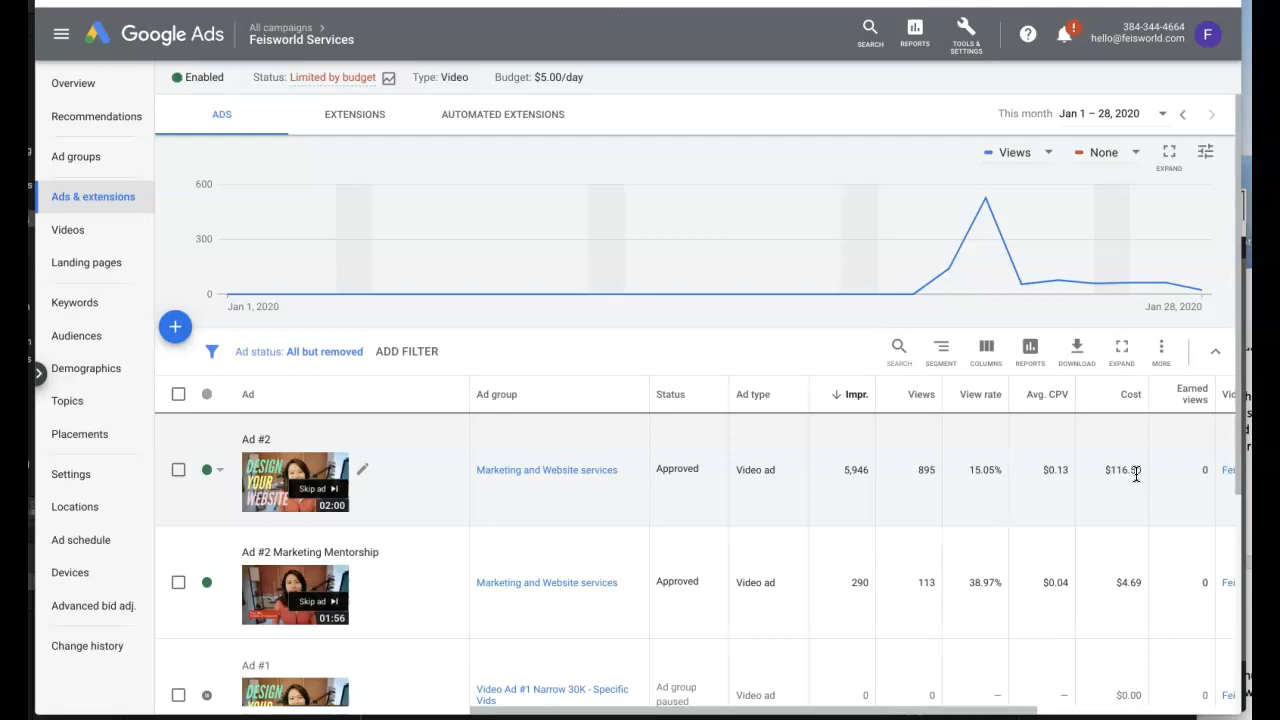 Google Ads
All campaigns
Feisworld Services
SEARCH
REPORTS
TOOLS &
SETTINGS
384-344-4664
hello@feisworld.com
F
Overview
Recommendations
Ad groups
Ads & extensions
Videos
Landing pages
Keywords
Audiences
Demographics
Topics
Placements
Settings
Locations
Ad schedule
Devices
Advanced bid adj.
Change history
Enabled Status: Limited by budget Type: Video Budget: $5.00/day
ADS EXTENSIONS AUTOMATED EXTENSIONS This month Jan 1 – 28, 2020
Views None EXPAND
600
300
0
Jan 1, 2020 Jan 28, 2020
Ad status: All but removed ADD FILTER
SEARCH SEGMENT COLUMNS REPORTS DOWNLOAD EXPAND MORE
Ad Ad group Status Ad type Impr. Views View rate Avg. CPV Cost Earned views
Ad #2
DESIGN YOUR WEBSITE
Skip ad
02:00
Marketing and Website services Approved Video ad 5,946 895 15.05% $0.13 0
Ad #2 Marketing Mentorship
Skip ad
01:56
Marketing and Website services Approved Video ad 290 113 38.97% $0.04 $4.69 0
Ad #1
DESIGN
Skip ad
Video Ad #1 Narrow 30K - Specific
Vids
Ad group
paused
Video ad 0 0 – – $0.00 0